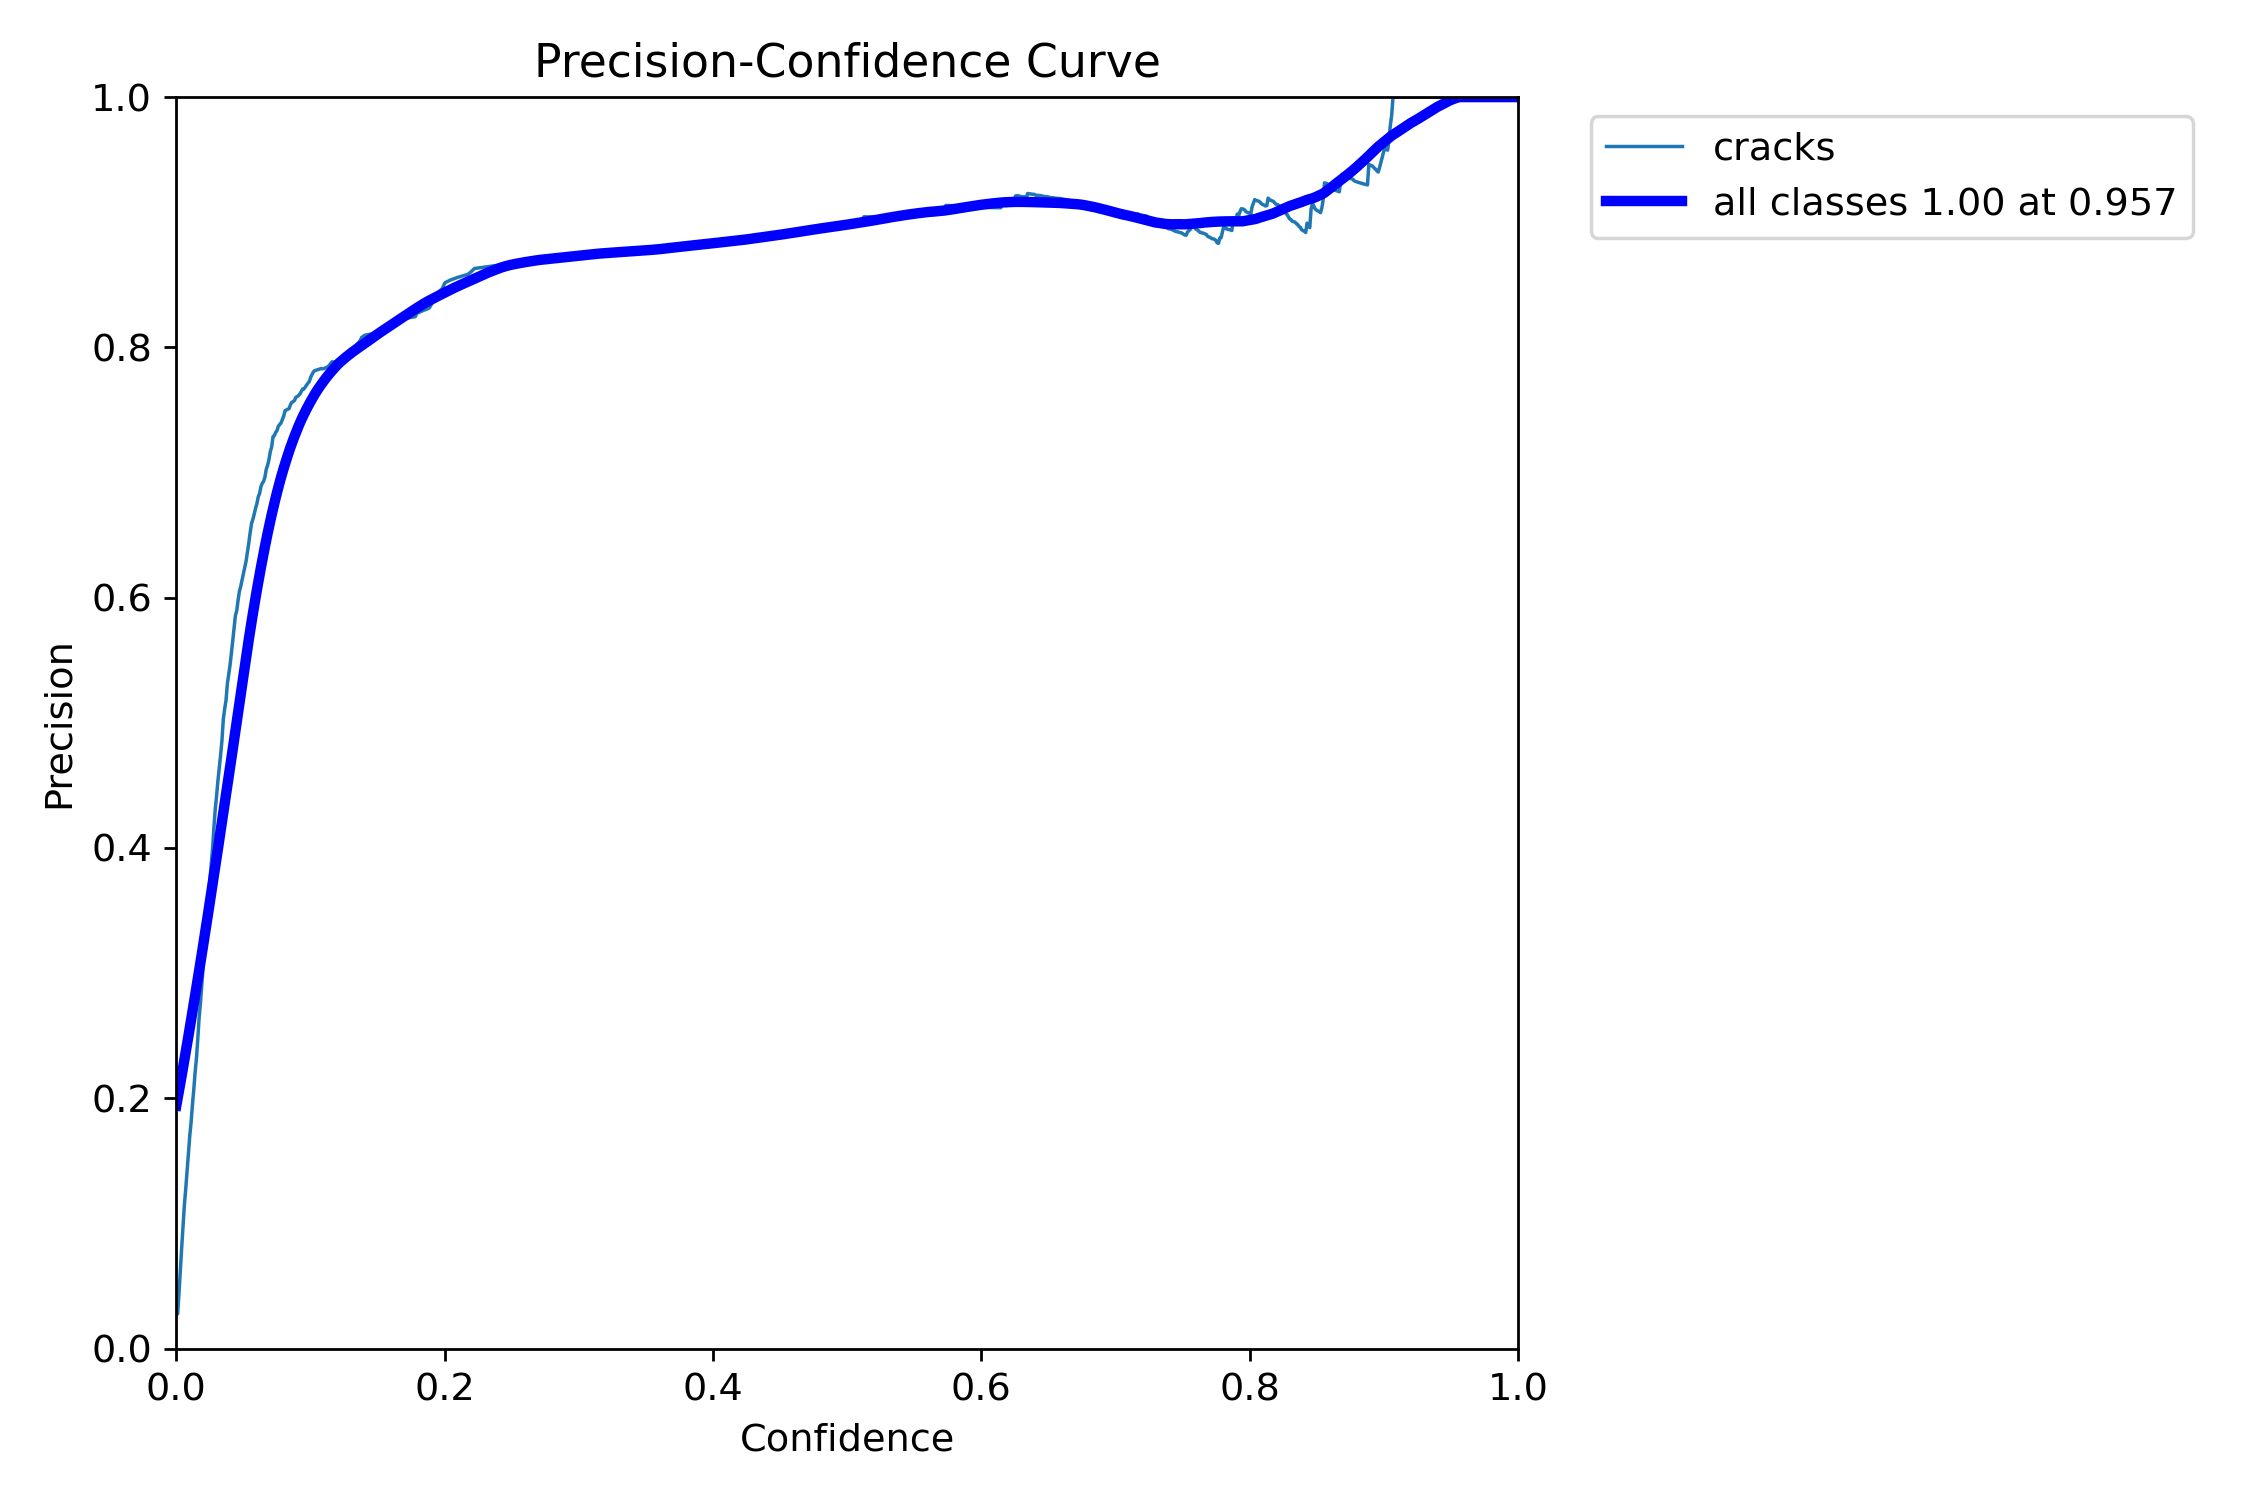 Precision-Confidence Curve
1.0
0.8
0.6
0.4
0.2
0.0
Precision
0.0 0.2 0.4 0.6 0.8 1.0
Confidence
cracks
all classes 1.00 at 0.957